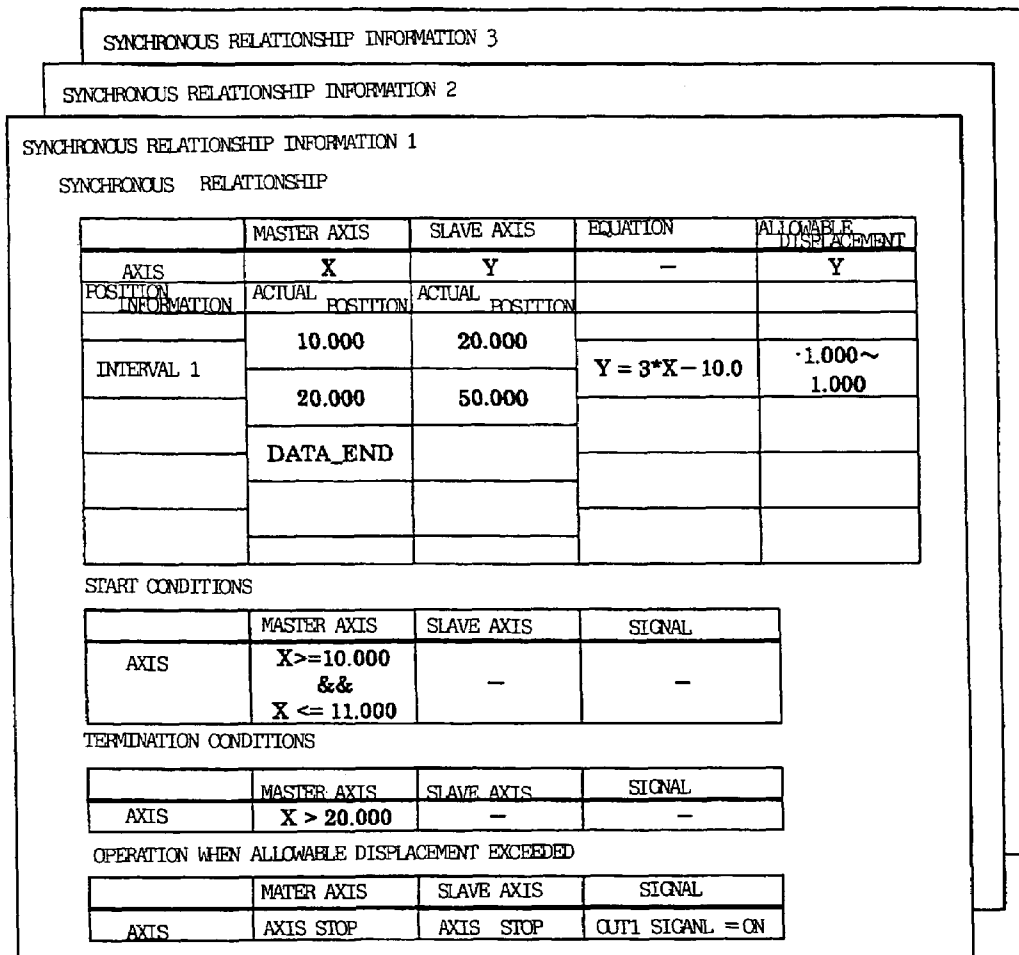 SYNCHRONOUS RELATIONSHIP INFORMATION 3
SYNCHRONOUS RELATIONSHIP INFORMATION 2
SYNCHRONOUS RELATIONSHIP INFORMATION 1
SYNCHRONOUS RELATIONSHIP
MASTER AXIS SLAVE AXIS EQUATION ALLOWABLE DISPLACEMENT
AXIS X Y — Y
POSITION INFORMATION ACTUAL POSITION ACTUAL POSITION
10.000 20.000
INTERVAL 1 Y = 3*X − 10.0 -1.000~
1.000
20.000 50.000
DATA_END
START CONDITIONS
MASTER AXIS SLAVE AXIS SIGNAL
AXIS X>=10.000 — —
&&
X <= 11.000
TERMINATION CONDITIONS
MASTER AXIS SLAVE AXIS SIGNAL
AXIS X > 20.000 — —
OPERATION WHEN ALLOWABLE DISPLACEMENT EXCEEDED
MATER AXIS SLAVE AXIS SIGNAL
AXIS AXIS STOP AXIS STOP OUT1 SIGANL = ON